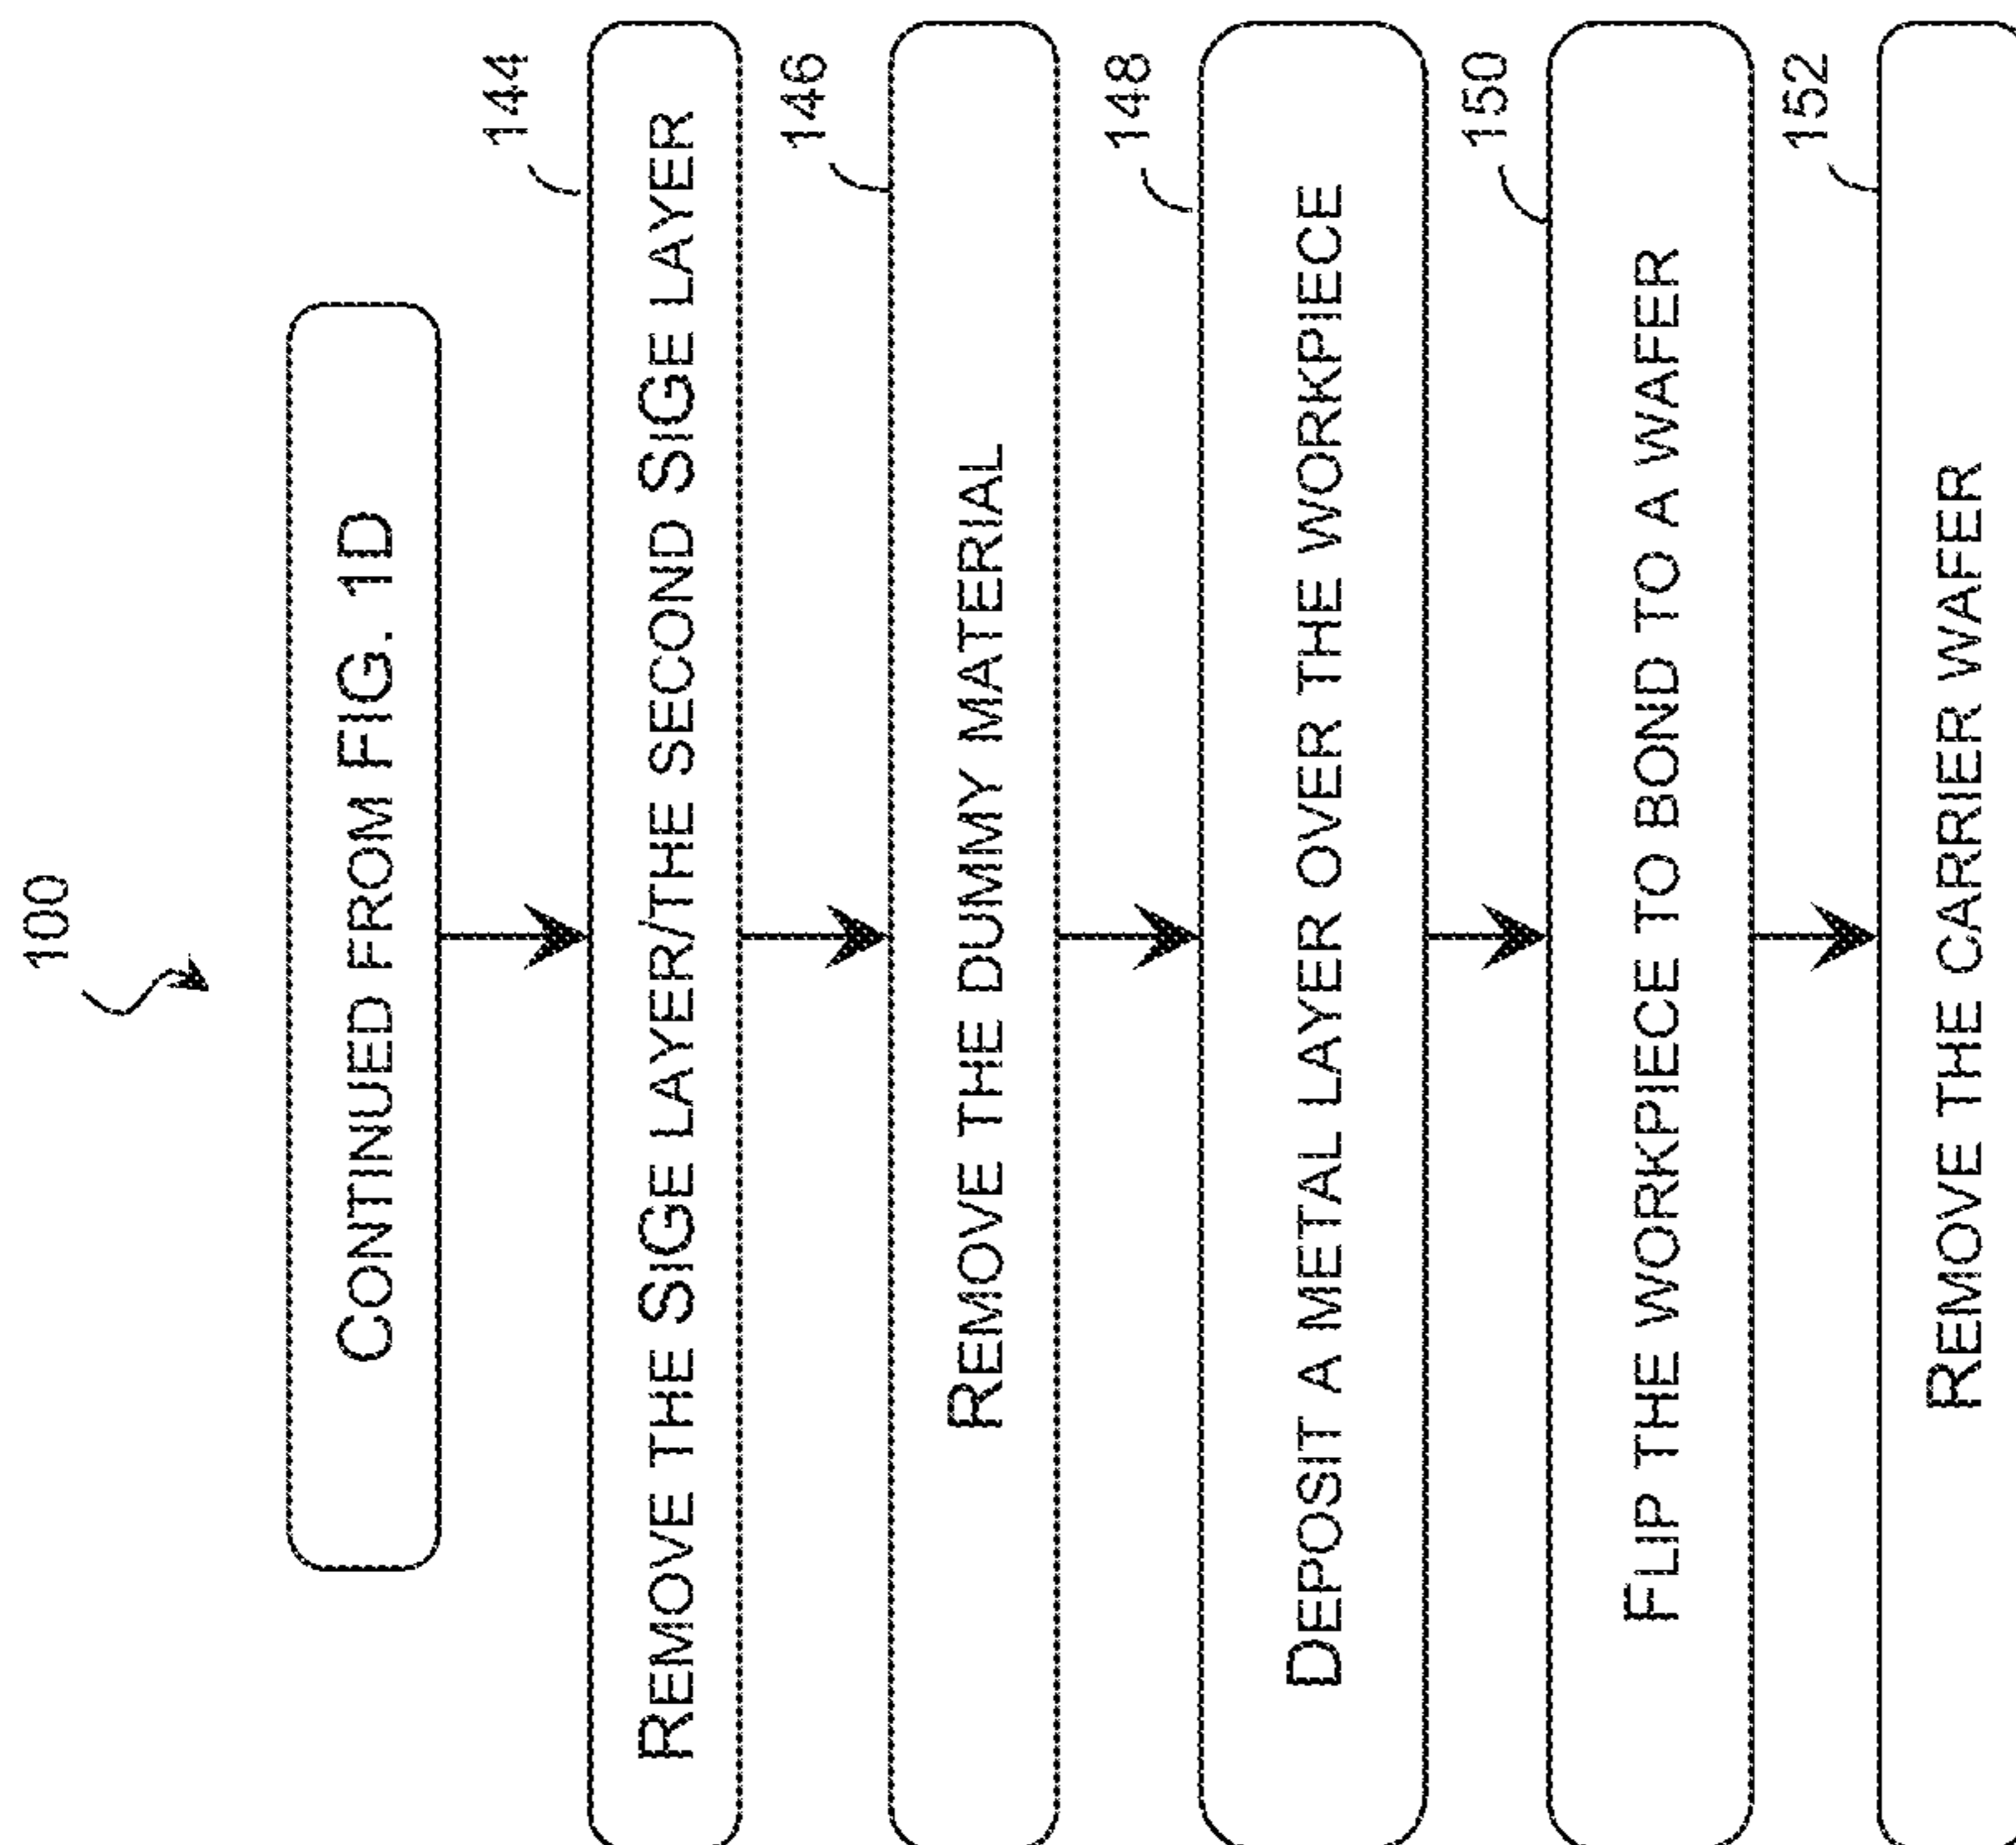 100
CONTINUED FROM FIG. 1D
144
REMOVE THE SIGE LAYER/THE SECOND SIGE LAYER
146
REMOVE THE DUMMY MATERIAL
148
DEPOSIT A METAL LAYER OVER THE WORKPIECE
150
FLIP THE WORKPIECE TO BOND TO A WAFER
152
REMOVE THE CARRIER WAFER